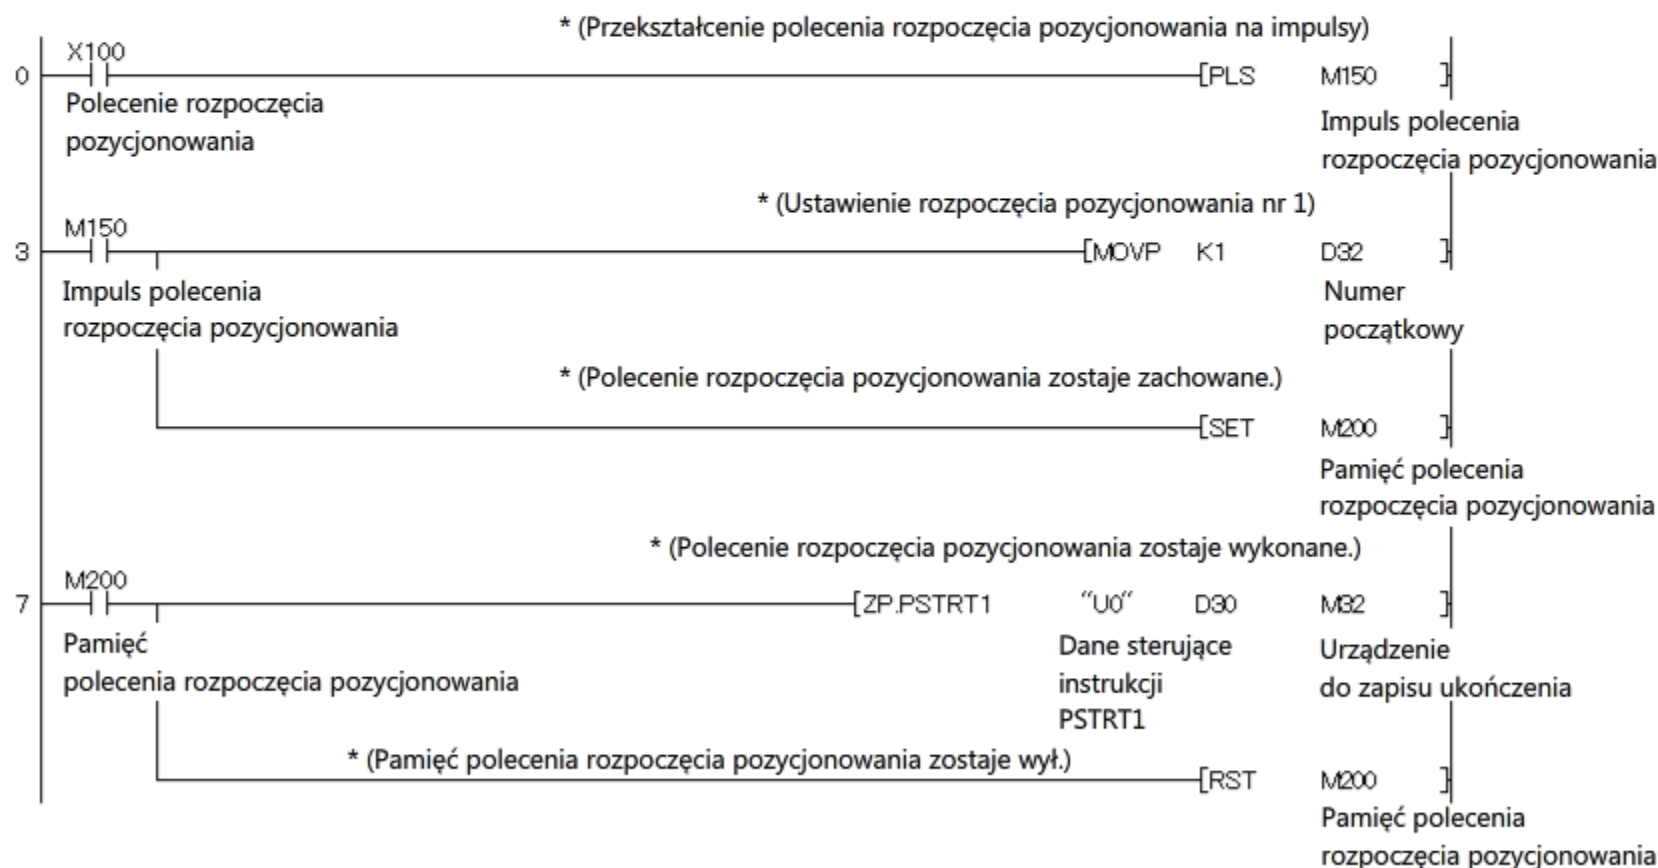 * (Przekształcenie polecenia rozpoczęcia pozycjonowania na impulsy)
X100
0 [PLS M150 ]
Polecenie rozpoczęcia
pozycjonowania
Impuls polecenia
rozpoczęcia pozycjonowania
* (Ustawienie rozpoczęcia pozycjonowania nr 1)
M150
3 [MOVP K1 D32 ]
Impuls polecenia
rozpoczęcia pozycjonowania
Numer
początkowy
* (Polecenie rozpoczęcia pozycjonowania zostaje zachowane.)
[SET M200 ]
Pamięć polecenia
rozpoczęcia pozycjonowania
* (Polecenie rozpoczęcia pozycjonowania zostaje wykonane.)
M200
7 [ZP.PSTRT1 “U0” D30 M32 ]
Pamięć
polecenia rozpoczęcia pozycjonowania
Dane sterujące
instrukcji
PSTRT1
Urządzenie
do zapisu ukończenia
* (Pamięć polecenia rozpoczęcia pozycjonowania zostaje wył.)
[RST M200 ]
Pamięć polecenia
rozpoczęcia pozycjonowania